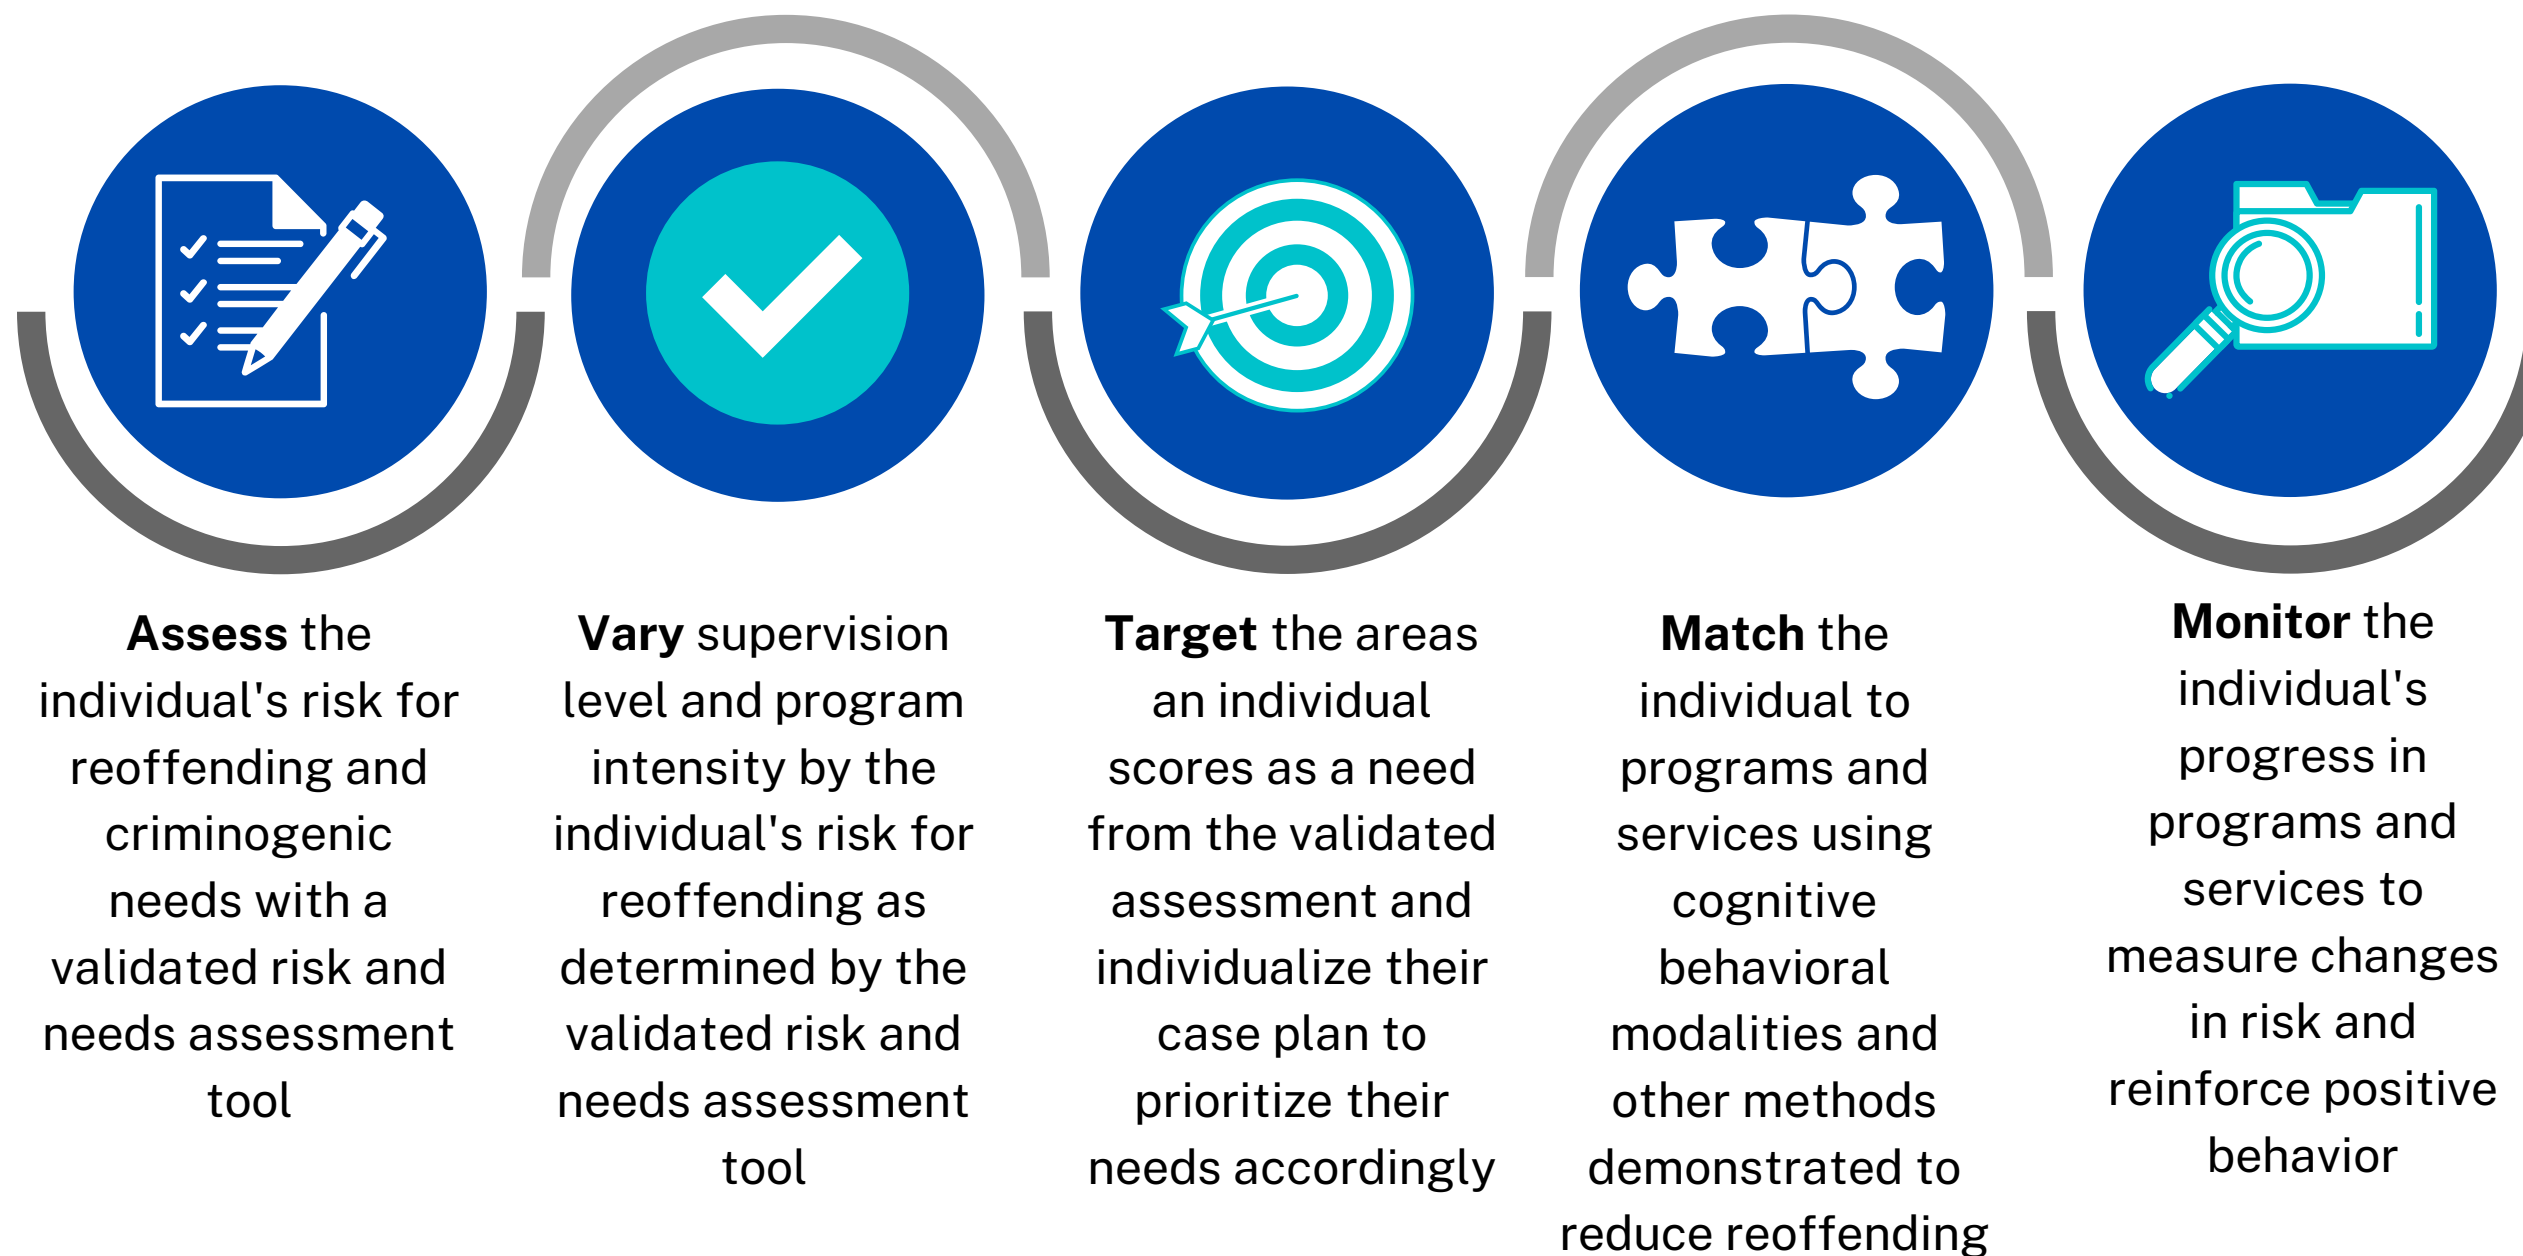 Assess the
individual's risk for
reoffending and
criminogenic
needs with a
validated risk and
needs assessment
tool
Vary supervision
level and program
intensity by the
individual's risk for
reoffending as
determined by the
validated risk and
needs assessment
tool
Target the areas
an individual
scores as a need
from the validated
assessment and
individualize their
case plan to
prioritize their
needs accordingly
Match the
individual to
programs and
services using
cognitive
behavioral
modalities and
other methods
demonstrated to
reduce reoffending
Monitor the
individual's
progress in
programs and
services to
measure changes
in risk and
reinforce positive
behavior